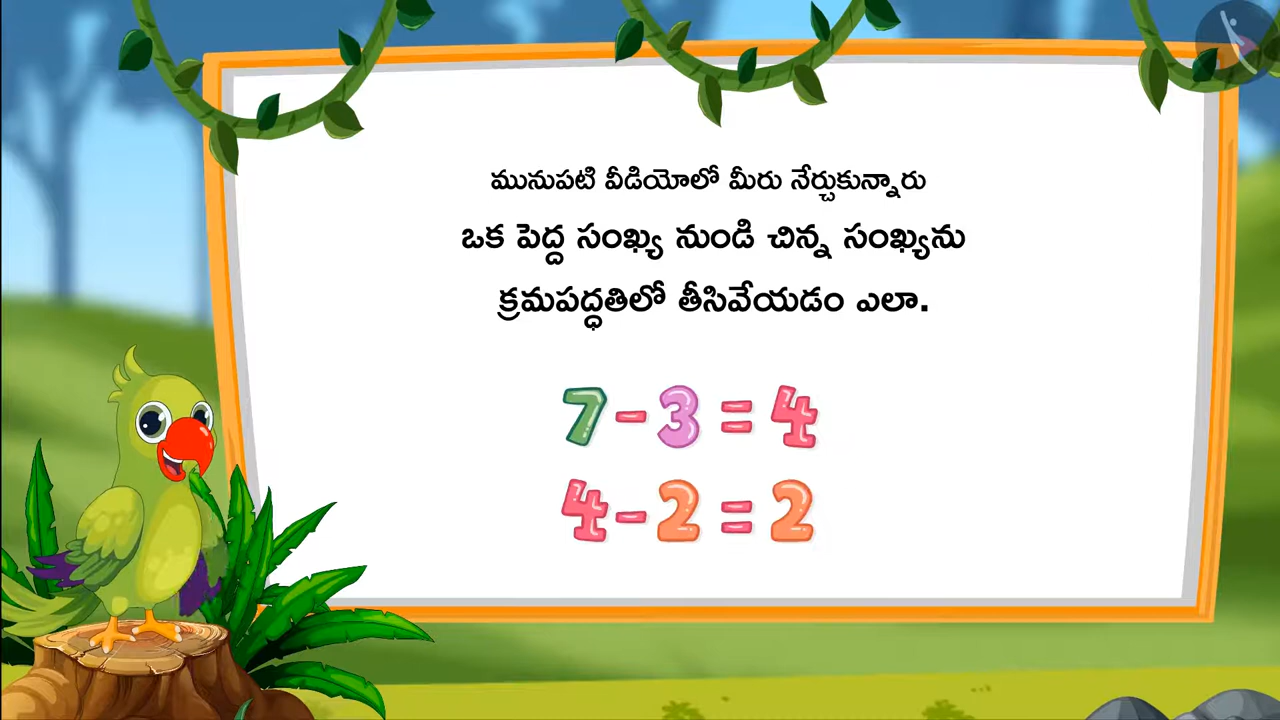 మునుపటి వీడియోలో మీరు నేర్చుకున్నారు
ఒక పెద్ద సంఖ్య నుండి చిన్న సంఖ్యను
క్రమపద్ధతిలో తీసివేయడం ఎలా.
7 - 3 = 4
4 - 2 = 2